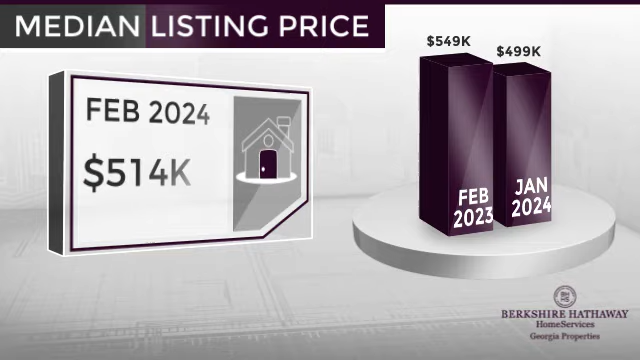 MEDIAN LISTING PRICE
FEB 2024
$514K
$549K
$499K
FEB
2023
JAN
2024
BERKSHIRE HATHAWAY
HomeServices
Georgia Properties